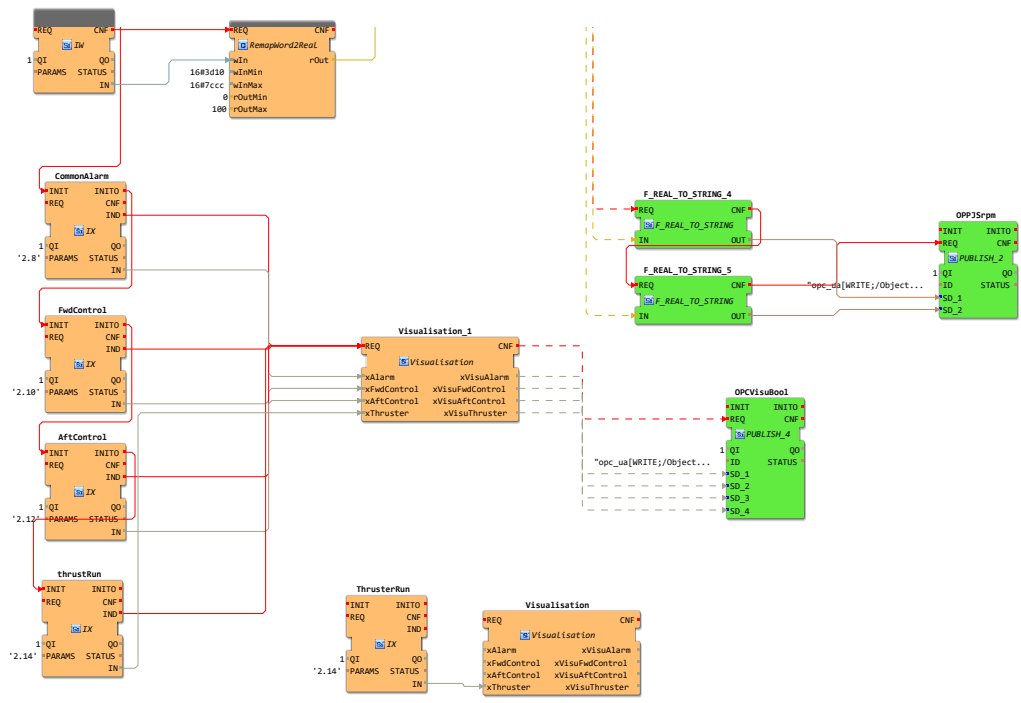 REQ CNF
IW
1 QI QO
PARAMS STATUS
IN
REQ CNF
RemapWord2Real
wIn rOut
16#3d10 wInMin
16#7ccc wInMax
0 rOutMin
100 rOutMax
CommonAlarm
INIT INITO
REQ CNF
IND
IX
1 QI QO
'2.8' PARAMS STATUS
IN
F_REAL_TO_STRING_4
REQ CNF
F_REAL_TO_STRING
IN OUT
F_REAL_TO_STRING_5
REQ CNF
F_REAL_TO_STRING
IN OUT
OPPJSrpm
INIT INITO
REQ CNF
PUBLISH_2
1 QI QO
"opc_ua[WRITE;/Object... ID STATUS
SD_1
SD_2
FwdControl
INIT INITO
REQ CNF
IND
IX
1 QI QO
'2.10' PARAMS STATUS
IN
Visualisation_1
REQ CNF
Visualisation
xAlarm xVisuAlarm
xFwdControl xVisuFwdControl
xAftControl xVisuAftControl
xThruster xVisuThruster
OPCVisuBool
INIT INITO
REQ CNF
PUBLISH_4
1 QI QO
"opc_ua[WRITE;/Object... ID STATUS
SD_1
SD_2
SD_3
SD_4
AftControl
INIT INITO
REQ CNF
IND
IX
1 QI QO
'2.12' PARAMS STATUS
IN
thrustRun
INIT INITO
REQ CNF
IND
IX
1 QI QO
'2.14' PARAMS STATUS
IN
ThrusterRun
INIT INITO
REQ CNF
IND
IX
1 QI QO
'2.14' PARAMS STATUS
IN
Visualisation
REQ CNF
Visualisation
xAlarm xVisuAlarm
xFwdControl xVisuFwdControl
xAftControl xVisuAftControl
xThruster xVisuThruster